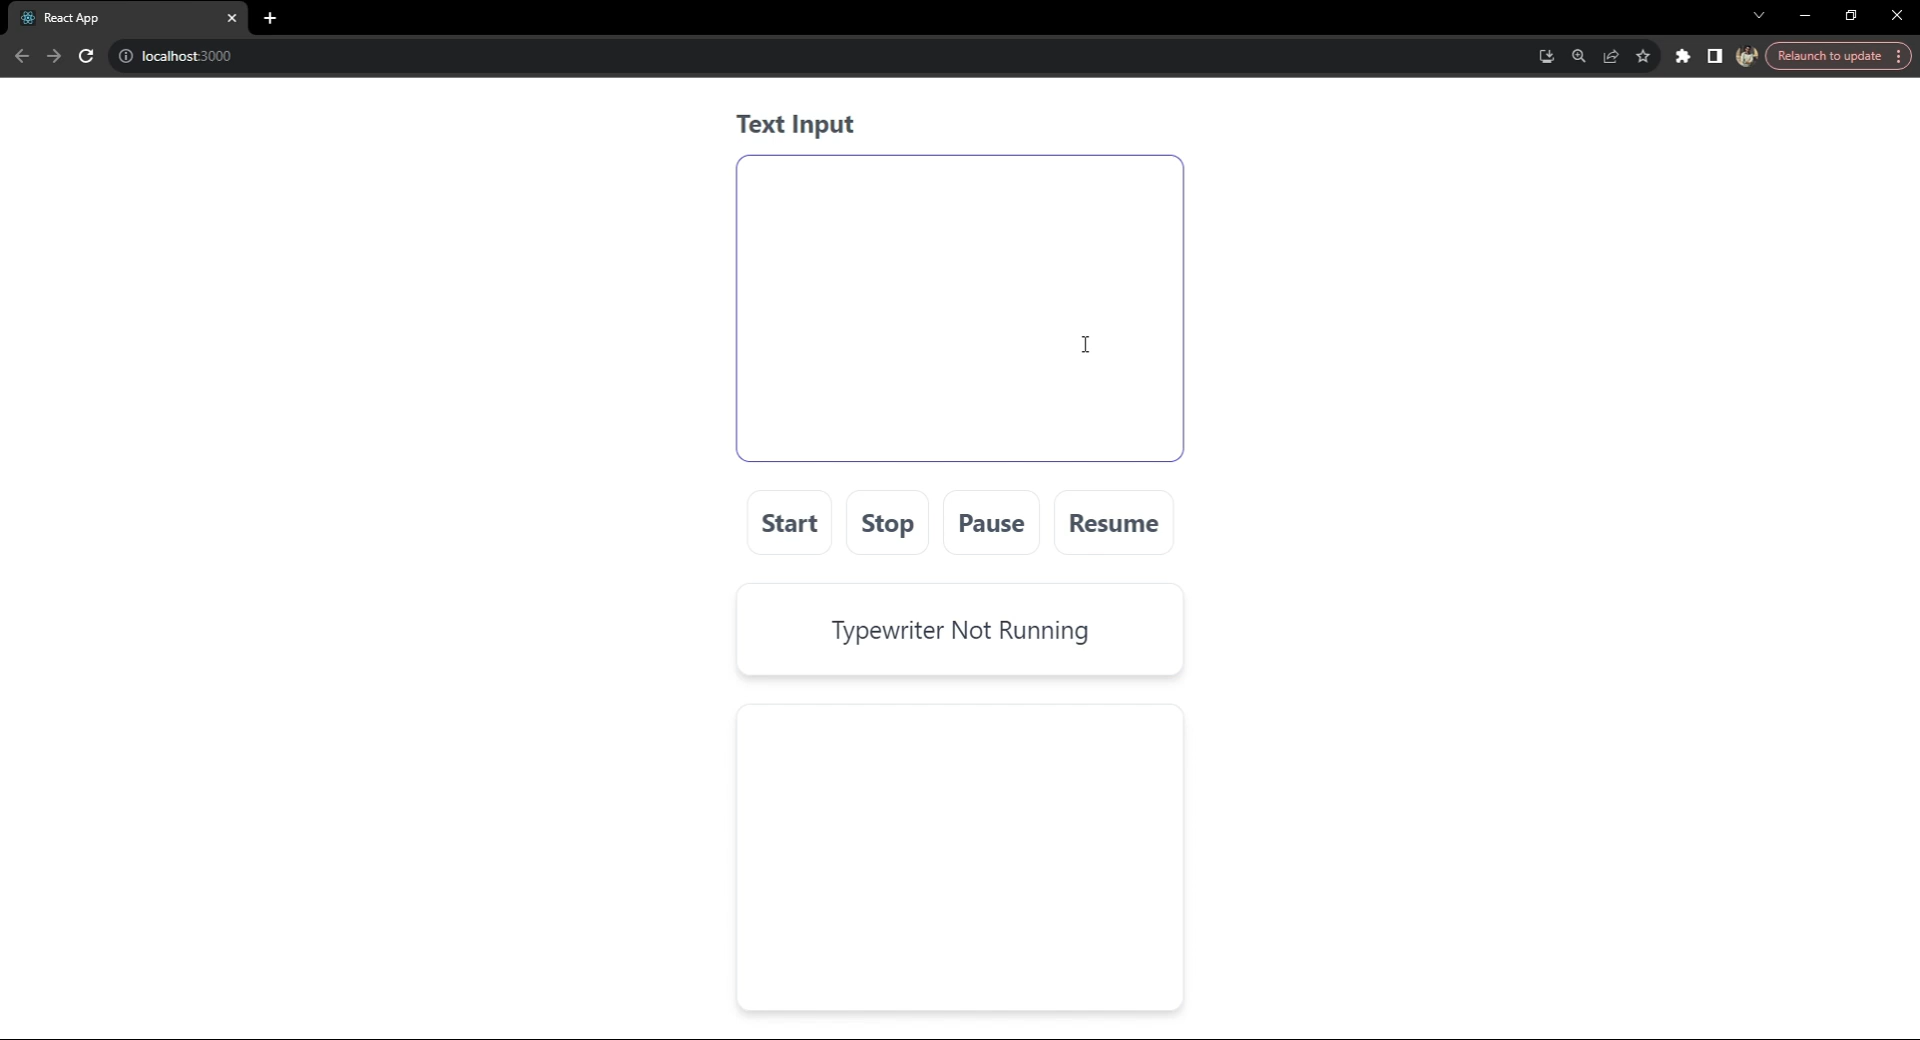 React App
localhost:3000
Relaunch to update
Text Input
Start Stop Pause Resume
Typewriter Not Running